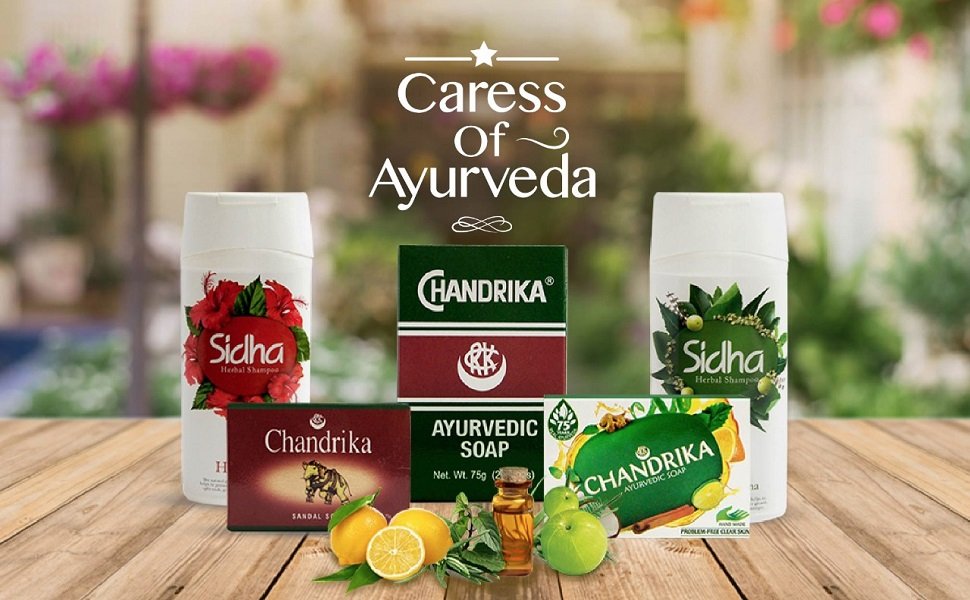 Caress
Of
Ayurveda
Sidha
Herbal Shampoo
CHANDRIKA®
AYURVEDIC
SOAP
Net. Wt. 75g
Chandrika
SANDAL
75
CHANDRIKA
AYURVEDIC SOAP
HAND MADE
PROBLEM-FREE CLEAR SKIN
Sidha
Herbal Shampoo